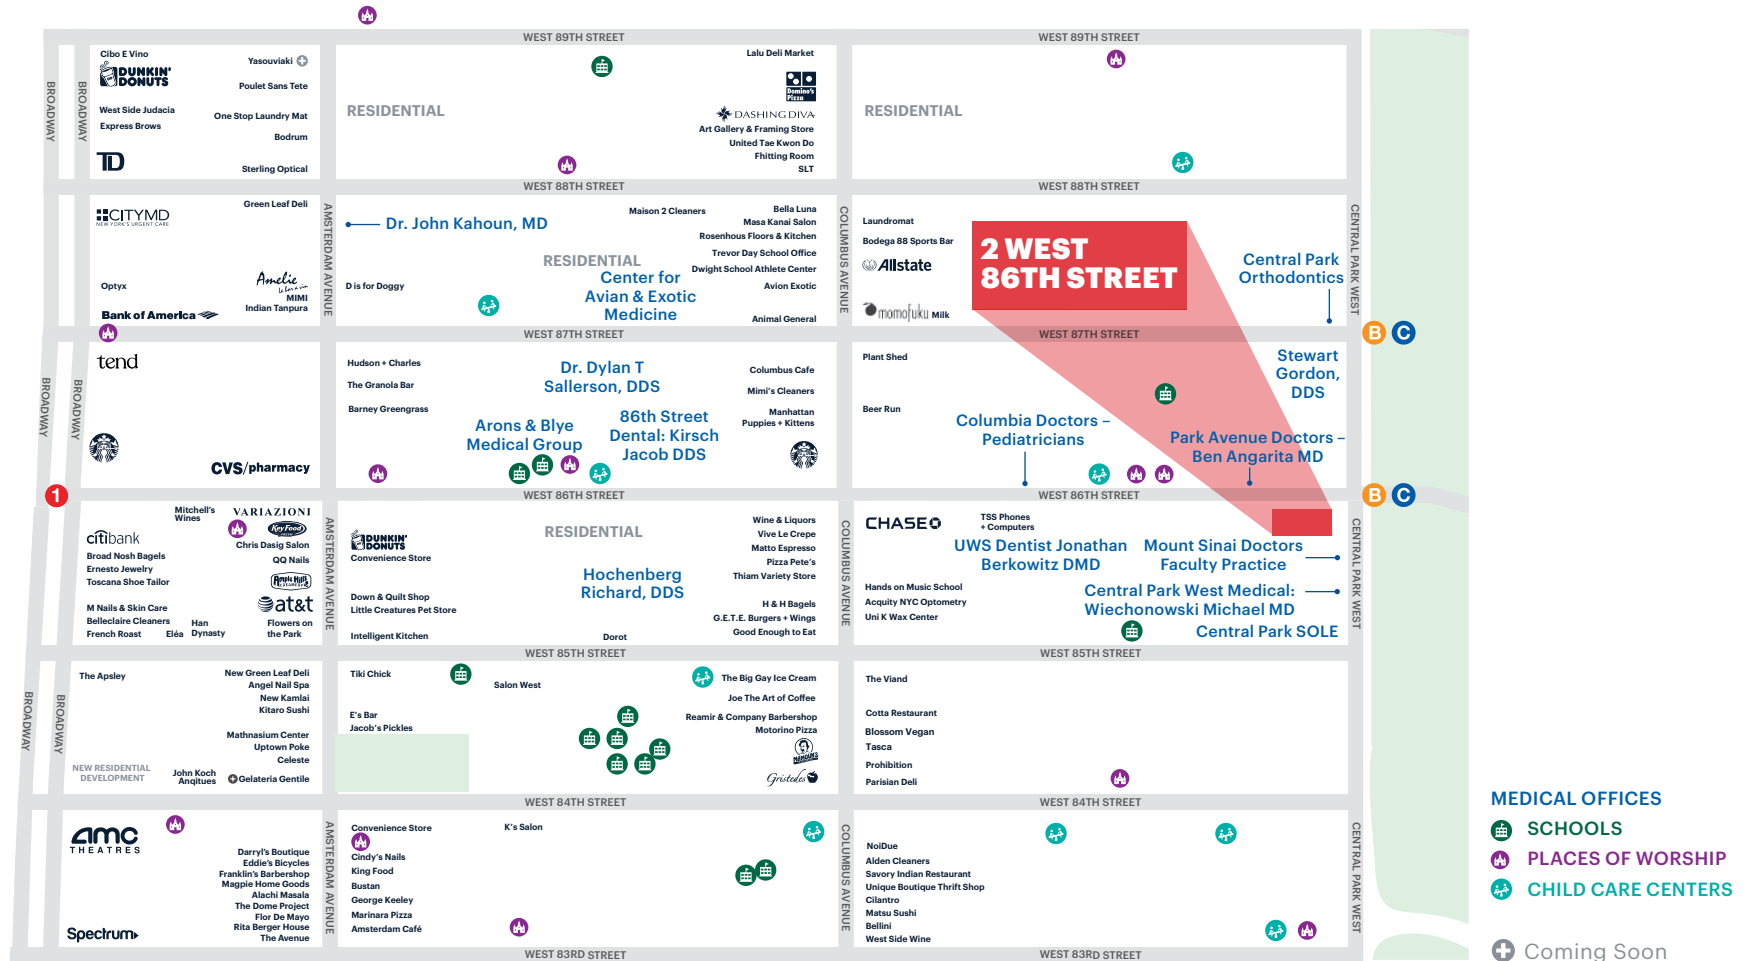 WEST 89TH STREET
WEST 89TH STREET
BROADWAY
BROADWAY
Cibo E Vino
DUNKIN'
DONUTS
Yasouviaki
Poulet Sans Tete
West Side Judacia
Express Brows
One Stop Laundry Mat
Bodrum
TD
Sterling Optical
RESIDENTIAL
Lalu Deli Market
Domino's
Pizza
DASHING DIVA
Art Gallery & Framing Store
United Tae Kwon Do
Fhitting Room
SLT
RESIDENTIAL
WEST 88TH STREET
WEST 88TH STREET
CITYMD
NEW YORK'S URGENT CARE
Green Leaf Deli
Optyx
Amelie
MIMI
Indian Tanpura
Bank of America
AMSTERDAM AVENUE
Dr. John Kahoun, MD
RESIDENTIAL
Center for
Avian & Exotic
Medicine
D is for Doggy
Maison 2 Cleaners
Bella Luna
Masa Kanai Salon
Rosenhous Floors & Kitchen
Trevor Day School Office
Dwight School Athlete Center
Avion Exotic
Animal General
COLUMBUS AVENUE
Laundromat
Bodega 88 Sports Bar
Allstate
momofuku Milk
2 WEST
86TH STREET
Central Park
Orthodontics
CENTRAL PARK WEST
WEST 87TH STREET
WEST 87TH STREET
B C
BROADWAY
BROADWAY
tend
CVS/pharmacy
Hudson + Charles
The Granola Bar
Barney Greengrass
Dr. Dylan T
Sallerson, DDS
Arons & Blye
Medical Group
86th Street
Dental: Kirsch
Jacob DDS
Columbus Cafe
Mimi's Cleaners
Manhattan
Puppies + Kittens
Plant Shed
Beer Run
Columbia Doctors –
Pediatricians
Stewart
Gordon,
DDS
Park Avenue Doctors –
Ben Angarita MD
1
WEST 86TH STREET
WEST 86TH STREET
B C
Mitchell's
Wines
VARIAZIONI
Key Food
citibank
Chris Dasig Salon
Broad Nosh Bagels
Ernesto Jewelry
Toscana Shoe Tailor
QQ Nails
Ample Hills
at&t
M Nails & Skin Care
Belleclaire Cleaners
French Roast
Eléa
Han
Dynasty
Flowers on
the Park
AMSTERDAM AVENUE
DUNKIN'
DONUTS
Convenience Store
Down & Quilt Shop
Little Creatures Pet Store
Intelligent Kitchen
RESIDENTIAL
Hochenberg
Richard, DDS
Dorot
Wine & Liquors
Vive Le Crepe
Matto Espresso
Pizza Pete's
Thiam Variety Store
H & H Bagels
G.E.T.E. Burgers + Wings
Good Enough to Eat
COLUMBUS AVENUE
CHASE
TSS Phones
+ Computers
UWS Dentist Jonathan
Berkowitz DMD
Mount Sinai Doctors
Faculty Practice
Hands on Music School
Acquity NYC Optometry
Uni K Wax Center
Central Park West Medical:
Wiechonowski Michael MD
Central Park SOLE
CENTRAL PARK WEST
WEST 85TH STREET
WEST 85TH STREET
BROADWAY
BROADWAY
The Apsley
New Green Leaf Deli
Angel Nail Spa
New Kamlai
Kitaro Sushi
Mathnasium Center
Uptown Poke
Celeste
NEW RESIDENTIAL
DEVELOPMENT
John Koch
Anqitues
Gelateria Gentile
Tiki Chick
Salon West
E's Bar
Jacob's Pickles
The Big Gay Ice Cream
Joe The Art of Coffee
Reamir & Company Barbershop
Motorino Pizza
MAMOUN'S
Gristedes
The Viand
Cotta Restaurant
Blossom Vegan
Tasca
Prohibition
Parisian Deli
WEST 84TH STREET
WEST 84TH STREET
amc
THEATRES
Darryl's Boutique
Eddie's Bicycles
Franklin's Barbershop
Magpie Home Goods
Alachi Masala
The Dome Project
Flor De Mayo
Rita Berger House
The Avenue
Spectrum
AMSTERDAM AVENUE
Convenience Store
Cindy's Nails
King Food
Bustan
George Keeley
Marinara Pizza
Amsterdam Café
K's Salon
COLUMBUS AVENUE
NoiDue
Alden Cleaners
Savory Indian Restaurant
Unique Boutique Thrift Shop
Cilantro
Matsu Sushi
Bellini
West Side Wine
CENTRAL PARK WEST
WEST 83RD STREET
WEST 83RD STREET
MEDICAL OFFICES
SCHOOLS
PLACES OF WORSHIP
CHILD CARE CENTERS
Coming Soon